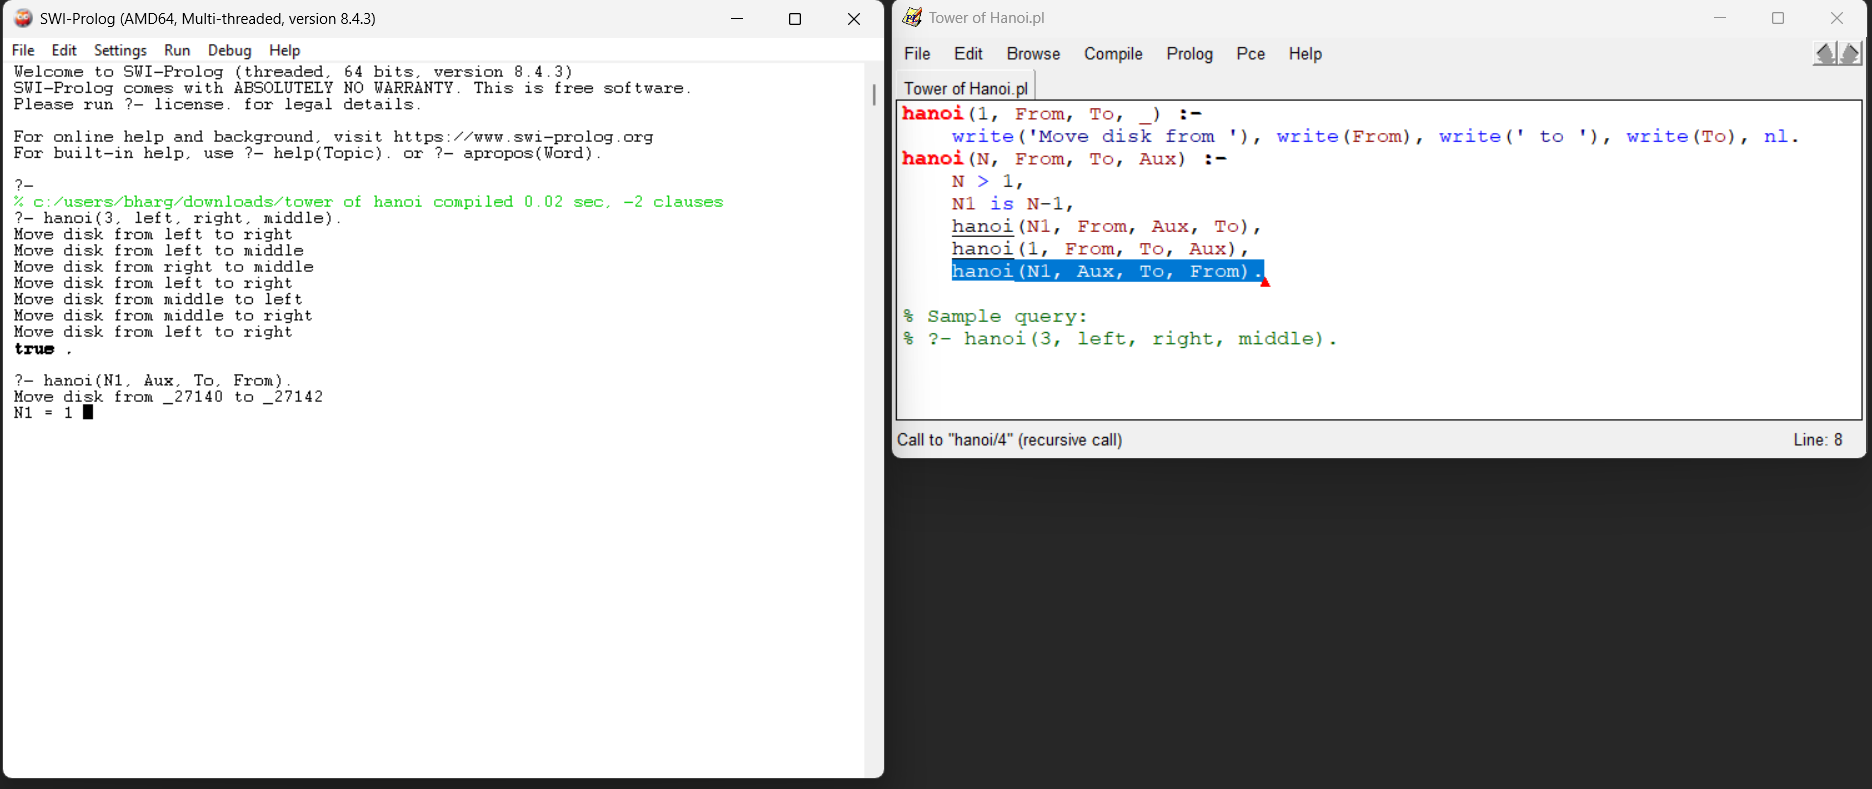 SWI-Prolog (AMD64, Multi-threaded, version 8.4.3)
File Edit Settings Run Debug Help
Welcome to SWI-Prolog (threaded, 64 bits, version 8.4.3)
SWI-Prolog comes with ABSOLUTELY NO WARRANTY. This is free software.
Please run ?- license. for legal details.
For online help and background, visit https://www.swi-prolog.org
For built-in help, use ?- help(Topic). or ?- apropos(Word).
?-
% c:/users/bharg/downloads/tower of hanoi compiled 0.02 sec, -2 clauses
?- hanoi(3, left, right, middle).
Move disk from left to right
Move disk from left to middle
Move disk from right to middle
Move disk from left to right
Move disk from middle to left
Move disk from middle to right
Move disk from left to right
true .
?- hanoi(N1, Aux, To, From).
Move disk from _27140 to _27142
N1 = 1
Tower of Hanoi.pl
File Edit Browse Compile Prolog Pce Help
Tower of Hanoi.pl
hanoi(1, From, To, _) :-
write('Move disk from '), write(From), write(' to '), write(To), nl.
hanoi(N, From, To, Aux) :-
N > 1,
N1 is N-1,
hanoi(N1, From, Aux, To),
hanoi(1, From, To, Aux),
hanoi(N1, Aux, To, From).
% Sample query:
% ?- hanoi(3, left, right, middle).
Call to "hanoi/4" (recursive call) Line: 8